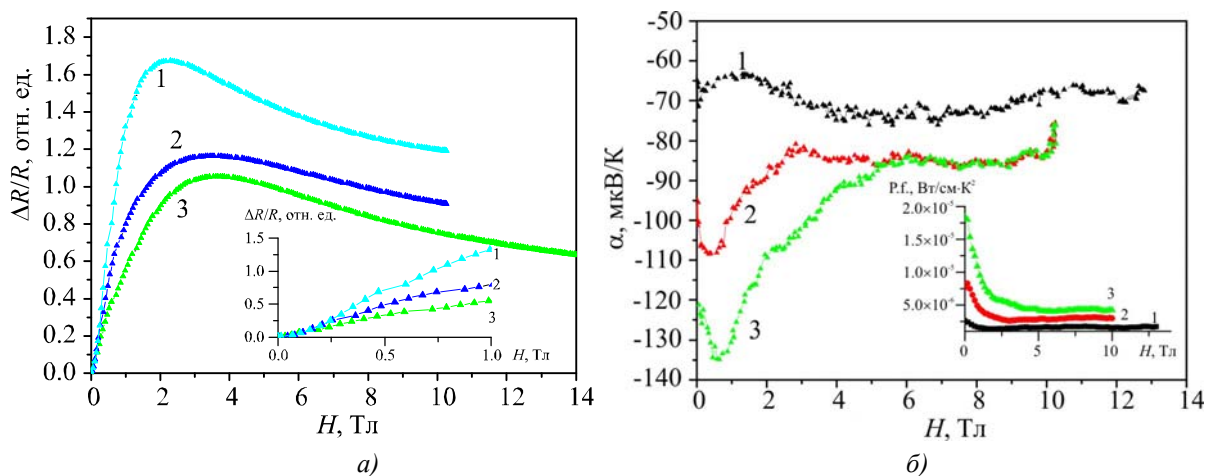 1.8
1.6
1.4
1.2
1.0
0.8
0.6
0.4
0.2
0.0
ΔR/R, отн. ед.
1
2
3
0 2 4 6 8 10 12 14
H, Тл
ΔR/R, отн. ед.
1.5
1.0
0.5
0.0
1
2
3
0.0 0.5 1.0
H, Тл
а)
-50
-60
-70
-80
-90
-100
-110
-120
-130
-140
α, мкВ/К
1
2
3
0 2 4 6 8 10 12 14
H, Тл
P.f., Вт/см·К²
2.0×10⁻⁵
1.5×10⁻⁵
1.0×10⁻⁵
5.0×10⁻⁶
3
2
1
0 5 10
H, Тл
б)